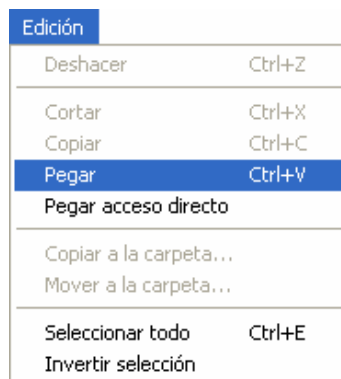 Edición
Deshacer Ctrl+Z
Cortar Ctrl+X
Copiar Ctrl+C
Pegar Ctrl+V
Pegar acceso directo
Copiar a la carpeta...
Mover a la carpeta...
Seleccionar todo Ctrl+E
Invertir selección